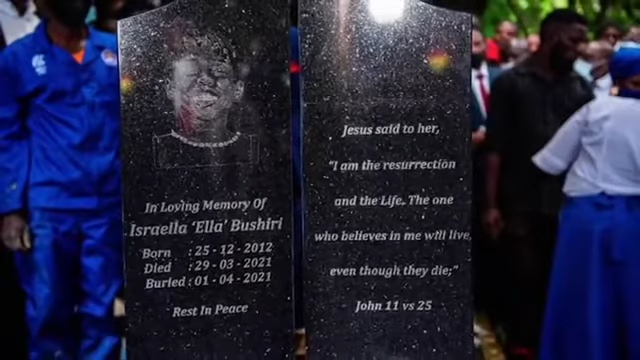 In Loving Memory Of
Israella 'Ella' Bushiri
Born : 25 - 12 - 2012
Died : 29 - 03 - 2021
Buried : 01 - 04 - 2021
Rest In Peace
Jesus said to her,
"I am the resurrection
and the Life. The one
who believes in me will live,
even though they die;"
John 11 vs 25